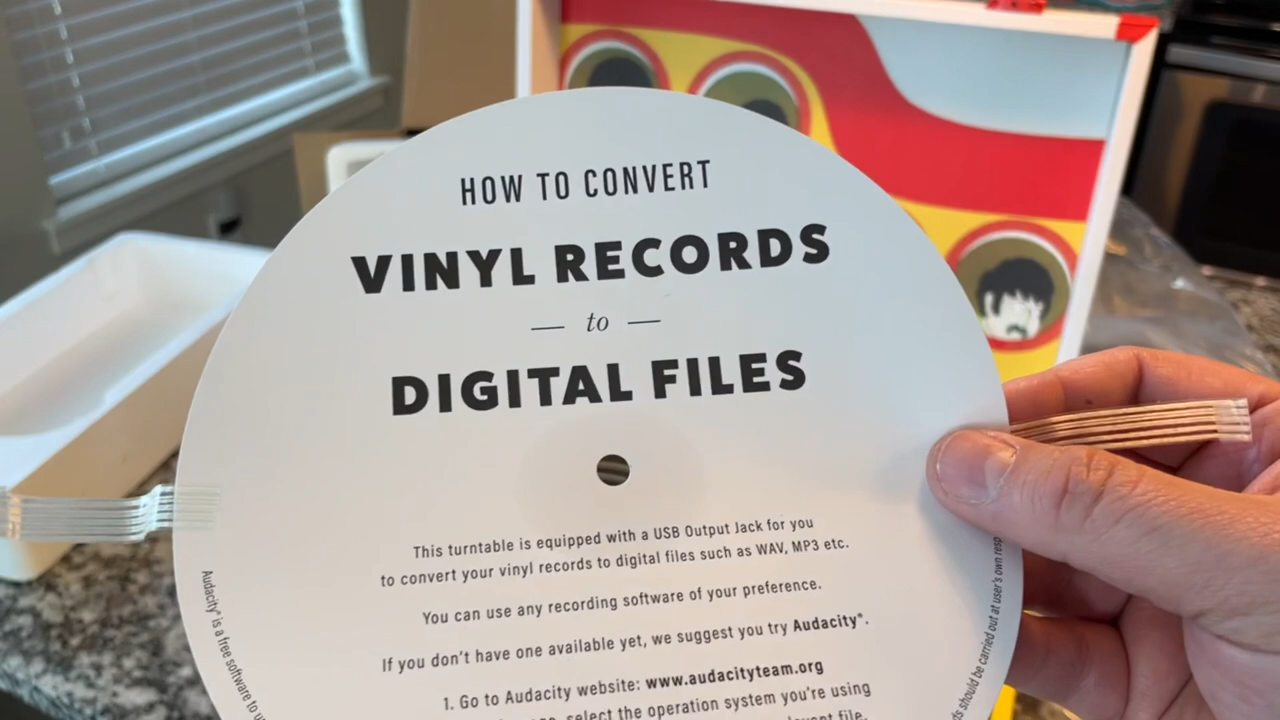 HOW TO CONVERT
VINYL RECORDS
— to —
DIGITAL FILES
This turntable is equipped with a USB Output Jack for you
to convert your vinyl records to digital files such as WAV, MP3 etc.
You can use any recording software of your preference.
If you don't have one available yet, we suggest you try Audacity®.
1. Go to Audacity website: www.audacityteam.org
select the operation system you're using
file.
Audacity® is a free software to
should be carried out at user's own